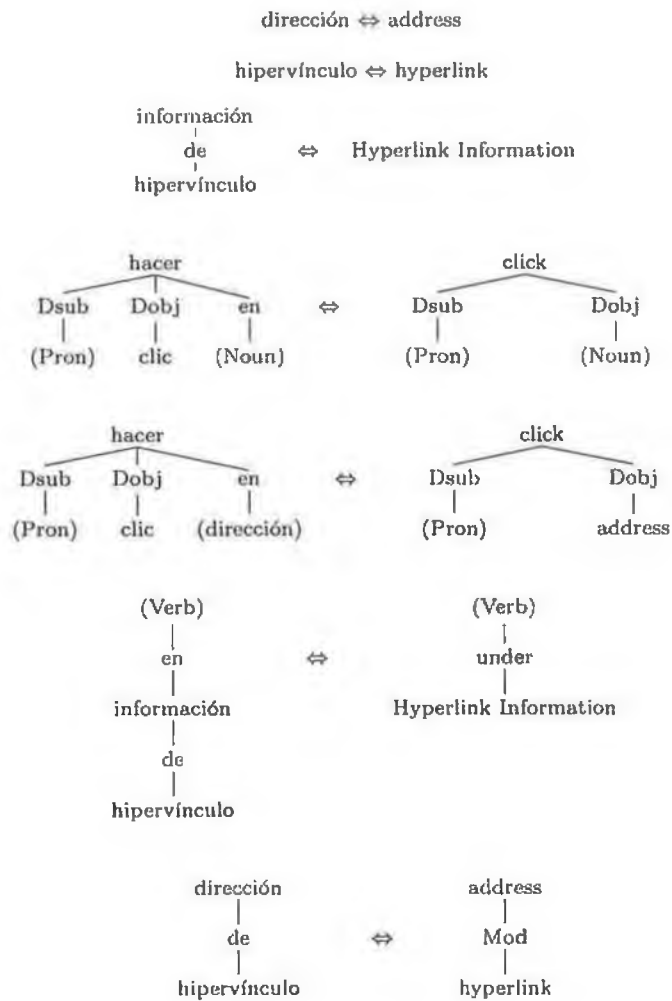 dirección ⇔ address
hipervínculo ⇔ hyperlink
información
de ⇔ Hyperlink Information
hipervínculo
hacer click
Dsub Dobj en ⇔ Dsub Dobj
(Pron) clic (Noun) (Pron) (Noun)
hacer click
Dsub Dobj en ⇔ Dsub Dobj
(Pron) clic (dirección) (Pron) address
(Verb) (Verb)
en ⇔ under
información Hyperlink Information
de
hipervínculo
dirección address
de ⇔ Mod
hipervínculo hyperlink